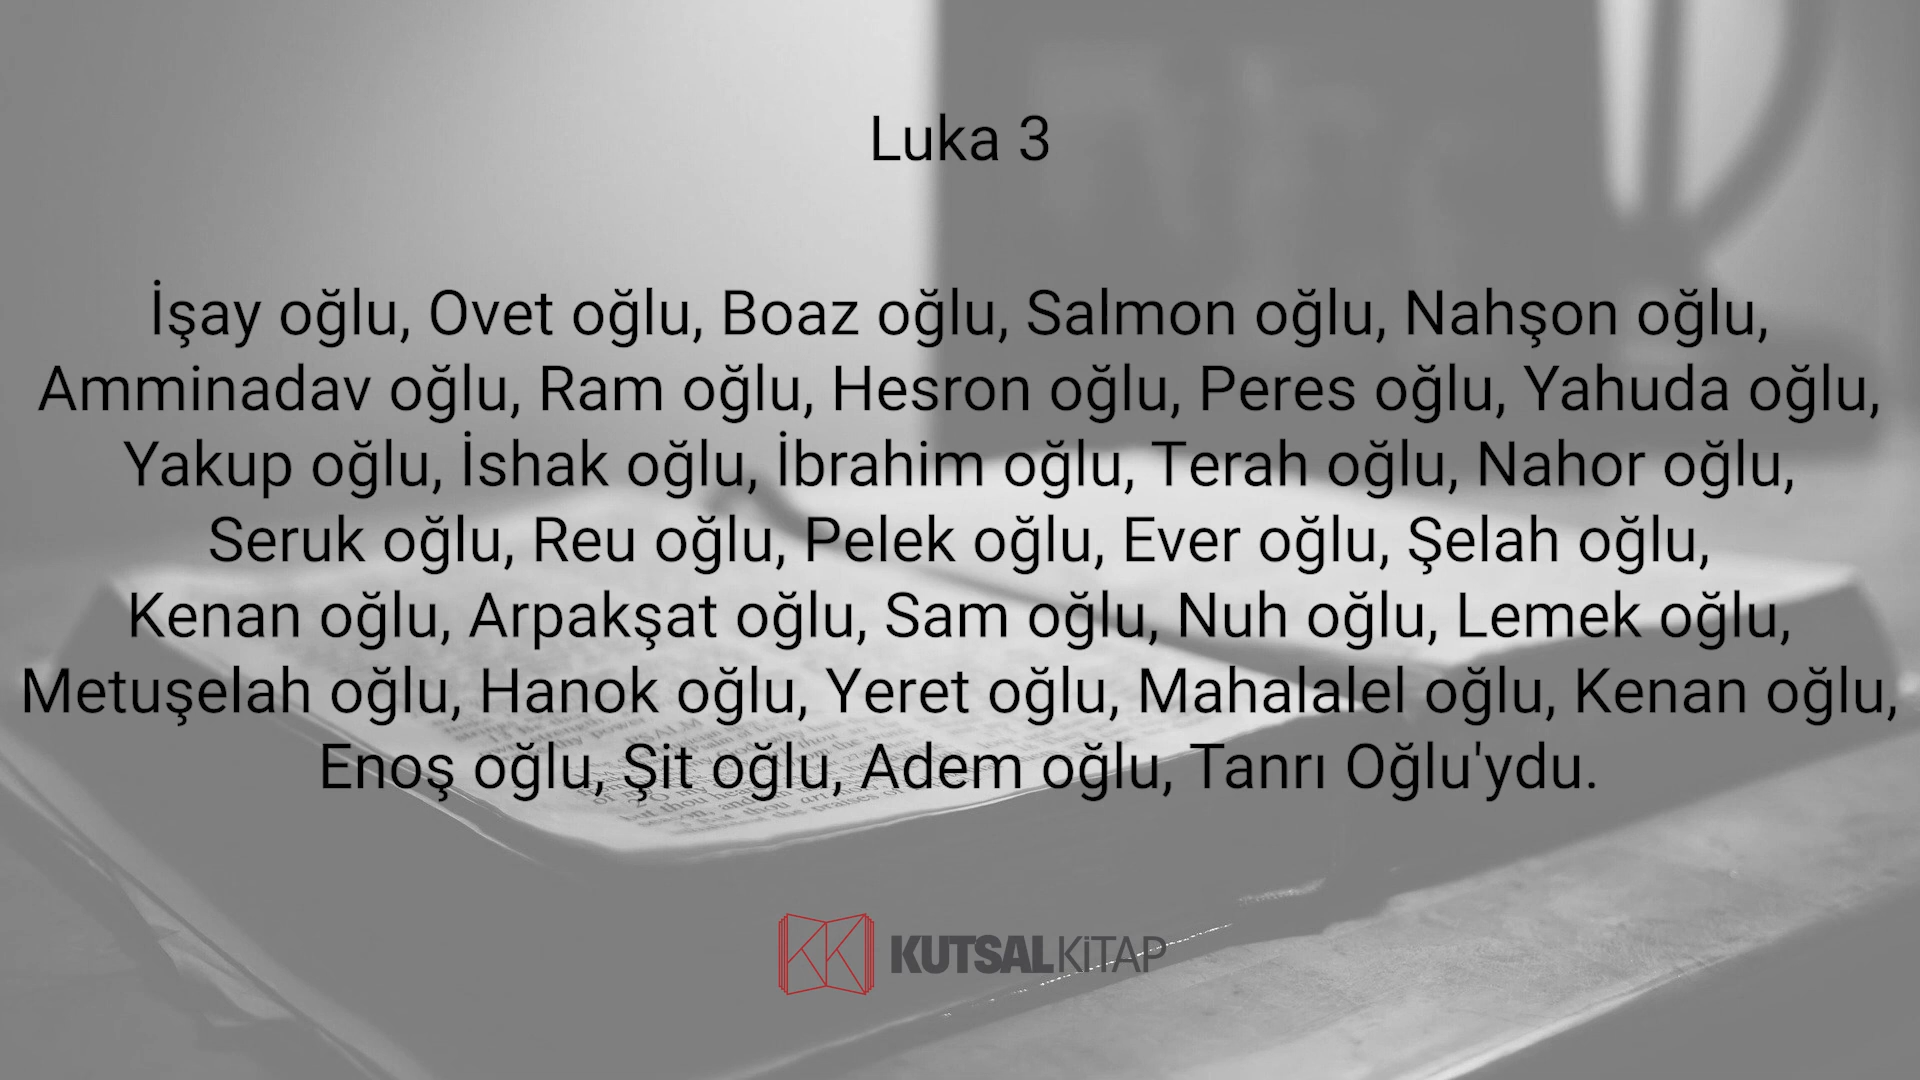 Luka 3
İşay oğlu, Ovet oğlu, Boaz oğlu, Salmon oğlu, Nahşon oğlu,
Amminadav oğlu, Ram oğlu, Hesron oğlu, Peres oğlu, Yahuda oğlu,
Yakup oğlu, İshak oğlu, İbrahim oğlu, Terah oğlu, Nahor oğlu,
Seruk oğlu, Reu oğlu, Pelek oğlu, Ever oğlu, Şelah oğlu,
Kenan oğlu, Arpakşat oğlu, Sam oğlu, Nuh oğlu, Lemek oğlu,
Metuşelah oğlu, Hanok oğlu, Yeret oğlu, Mahalalel oğlu, Kenan oğlu,
Enoş oğlu, Şit oğlu, Adem oğlu, Tanrı Oğlu'ydu.
KUTSALKiTAP